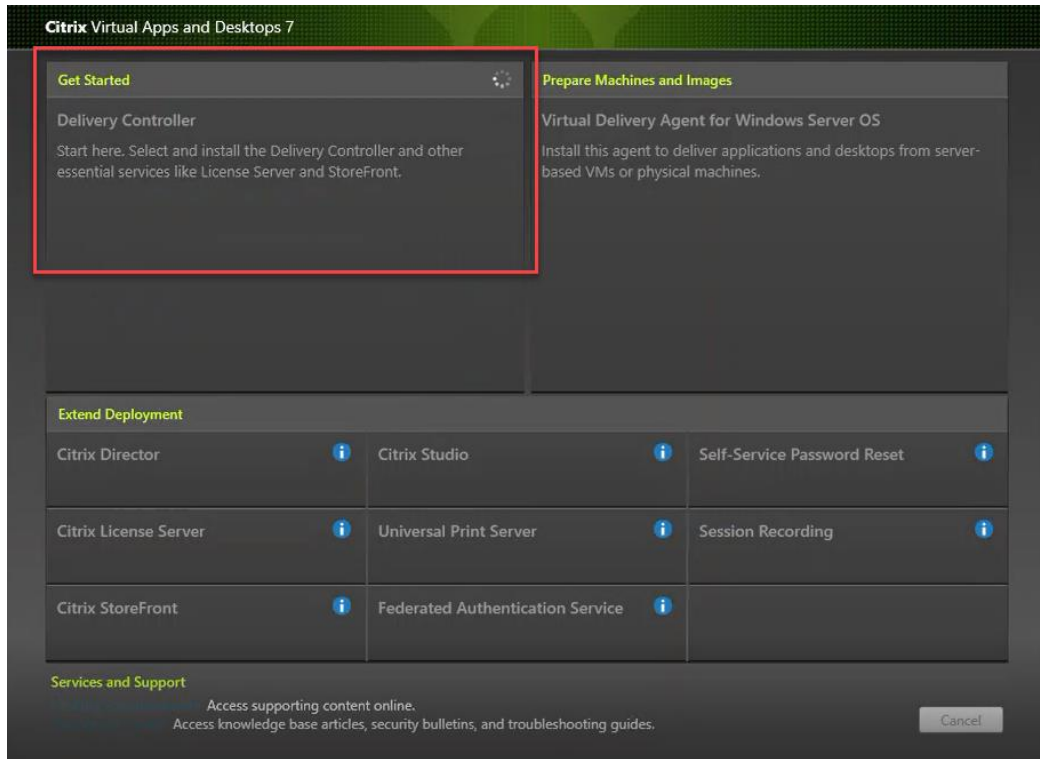 Citrix Virtual Apps and Desktops 7
Get Started
Prepare Machines and Images
Delivery Controller
Start here. Select and install the Delivery Controller and other
essential services like License Server and StoreFront.
Virtual Delivery Agent for Windows Server OS
Install this agent to deliver applications and desktops from server-
based VMs or physical machines.
Extend Deployment
Citrix Director
Citrix Studio
Self-Service Password Reset
Citrix License Server
Universal Print Server
Session Recording
Citrix StoreFront
Federated Authentication Service
Services and Support
Access supporting content online.
Access knowledge base articles, security bulletins, and troubleshooting guides.
Cancel